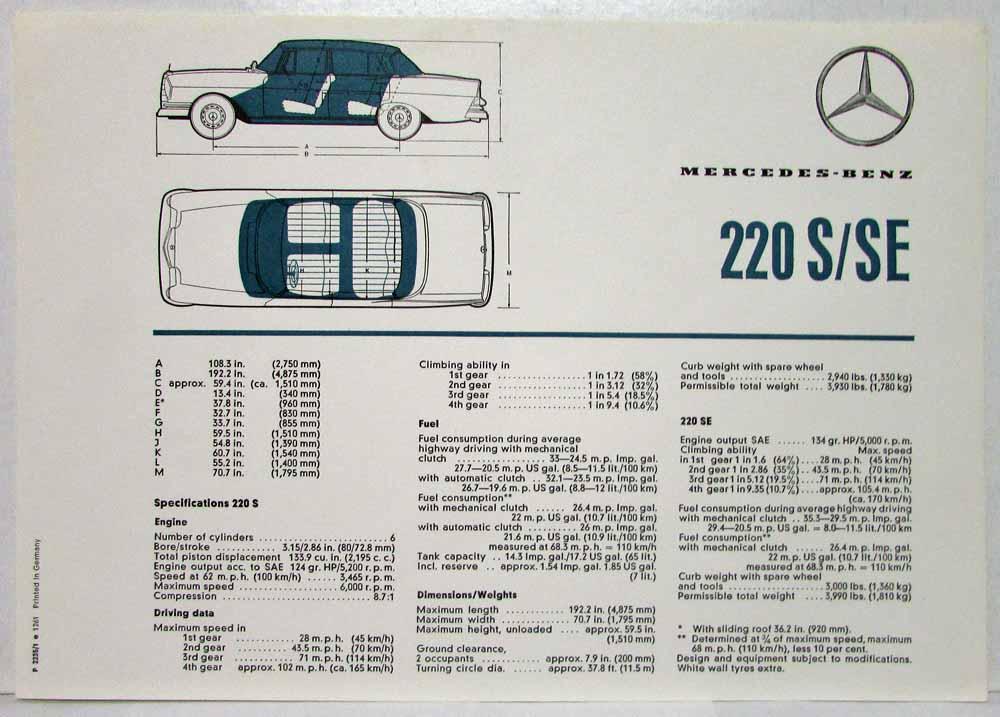 C
A
B
M
H
J
K
L
MERCEDES-BENZ
220 S/SE
A 108.3 in. (2,750 mm)
B 192.2 in. (4,875 mm)
C approx. 59.4 in. (ca. 1,510 mm)
D 13.4 in. (340 mm)
E* 37.8 in. (960 mm)
F 32.7 in. (830 mm)
G 33.7 in. (855 mm)
H 59.5 in. (1,510 mm)
J 54.8 in. (1,390 mm)
K 60.7 in. (1,540 mm)
L 55.2 in. (1,400 mm)
M 70.7 in. (1,795 mm)
Specifications 220 S
Engine
Number of cylinders .................... 6
Bore/stroke ........ 3.15/2.86 in. (80/72.8 mm)
Total piston displacement 133.9 cu. in. (2,195 c. c.)
Engine output acc. to SAE 124 gr. HP/5,200 r. p. m.
Speed at 62 m. p. h. (100 km/h) ...... 3,465 r. p. m.
Maximum speed ................ 6,000 r. p. m.
Compression ........................ 8.7:1
Driving data
Maximum speed in
1st gear ........... 28 m. p. h. (45 km/h)
2nd gear .......... 43.5 m. p. h. (70 km/h)
3rd gear ........... 71 m. p. h. (114 km/h)
4th gear approx. 102 m. p. h. (ca. 165 km/h)
Climbing ability in
1st gear ................ 1 in 1.72 (58%)
2nd gear ............... 1 in 3.12 (32%)
3rd gear ............... 1 in 5.4 (18.5%)
4th gear ............... 1 in 9.4 (10.6%)
Fuel
Fuel consumption during average
highway driving with mechanical
clutch ................ 33—24.5 m. p. Imp. gal.
27.7—20.5 m. p. US gal. (8.5—11.5 lit./100 km)
with automatic clutch .. 32.1—23.5 m. p. Imp. gal.
26.7—19.6 m. p. US gal. (8.8—12 lit/100 km)
Fuel consumption**
with mechanical clutch ...... 26.4 m. p. Imp. gal.
22 m. p. US gal. (10.7 lit./100 km)
with automatic clutch ........ 26 m. p. Imp. gal.
21.6 m. p. US gal. (10.9 lit./100 km)
measured at 68.3 m. p. h. = 110 km/h
Tank capacity .. 14.3 Imp. gal./17.2 US gal. (65 lit.)
Incl. reserve .. approx. 1.54 Imp. gal. 1.85 US gal.
(7 lit.)
Dimensions/Weights
Maximum length ........... 192.2 in. (4,875 mm)
Maximum width ............ 70.7 in. (1,795 mm)
Maximum height, unloaded .... approx. 59.5 in.
(1,510 mm)
Ground clearance,
2 occupants ........ approx. 7.9 in. (200 mm)
Turning circle dia. ...... approx. 37.8 ft. (11.5 m)
Curb weight with spare wheel
and tools .................. 2,940 lbs. (1,330 kg)
Permissible total weight .... 3,930 lbs. (1,780 kg)
220 SE
Engine output SAE ...... 134 gr. HP/5,000 r. p. m.
Climbing ability Max. speed
in 1st gear 1 in 1.6 (64%) .... 28 m. p. h. (45 km/h)
2nd gear 1 in 2.86 (35%) .. 43.5 m. p. h. (70 km/h)
3rd gear 1 in 5.12 (19.5%) .... 71 m. p. h. (114 km/h)
4th gear 1 in 9.35 (10.7%) .... approx. 105.4 m. p. h.
(ca. 170 km/h)
Fuel consumption during average highway driving
with mechanical clutch .. 35.3—29.5 m. p. Imp. gal.
29.4—20.5 m. p. US gal. = 8.0—11.5 lit./100 km
Fuel consumption**
with mechanical clutch ...... 26.4 m. p. Imp. gal.
22 m. p. US gal. (10.7 lit./100 km)
measured at 68.3 m. p. h. = 110 km/h
Curb weight with spare wheel
and tools .................. 3,000 lbs. (1,360 kg)
Permissible total weight .... 3,990 lbs. (1,810 kg)
* With sliding roof 36.2 in. (920 mm).
** Determined at ¾ of maximum speed, maximum
68 m. p. h. (110 km/h), less 10 per cent.
Design and equipment subject to modifications.
White wall tyres extra.
P 2235/1 e 1261 Printed in Germany